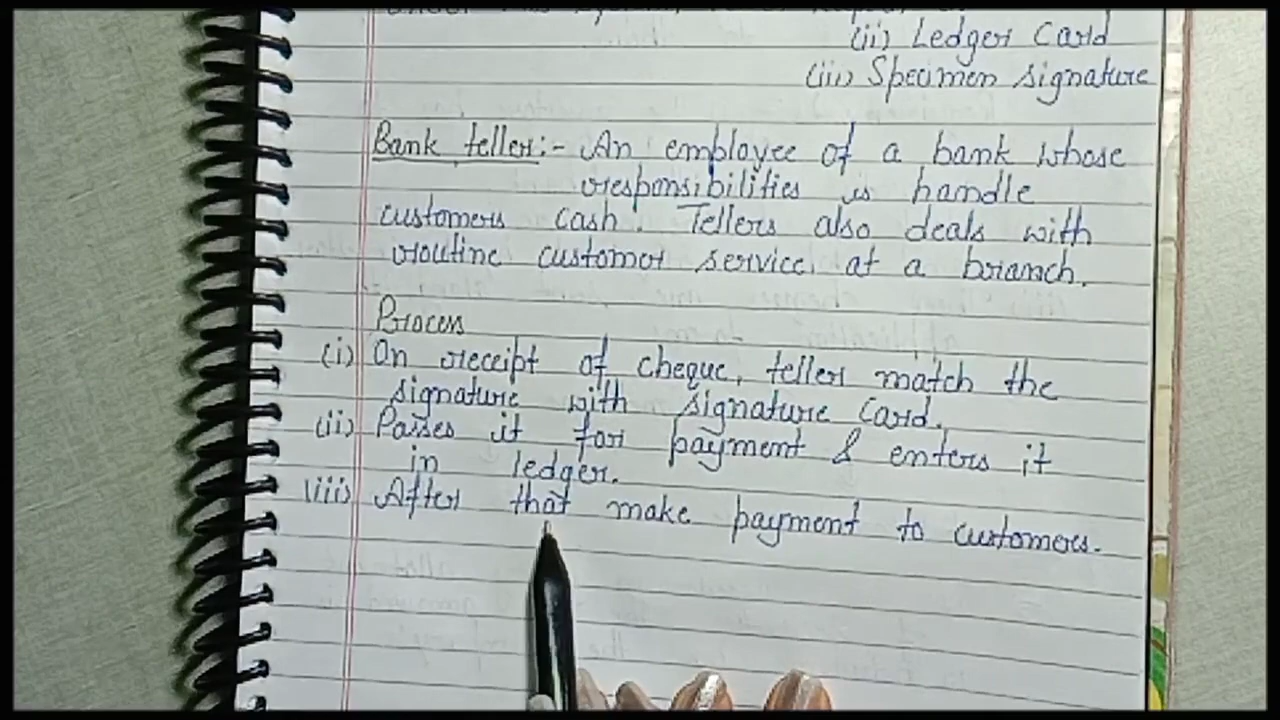 (ii) Ledger Card
(iii) Specimen signature
Bank teller:- An employee of a bank whose
responsibilities is handle
customers cash. Tellers also deals with
routine customer service, at a branch.
Process
(i) On receipt of cheque, teller match the
signature with signature card.
(ii) Passes it for payment & enters it
in ledger.
(iii) After that make payment to customers.